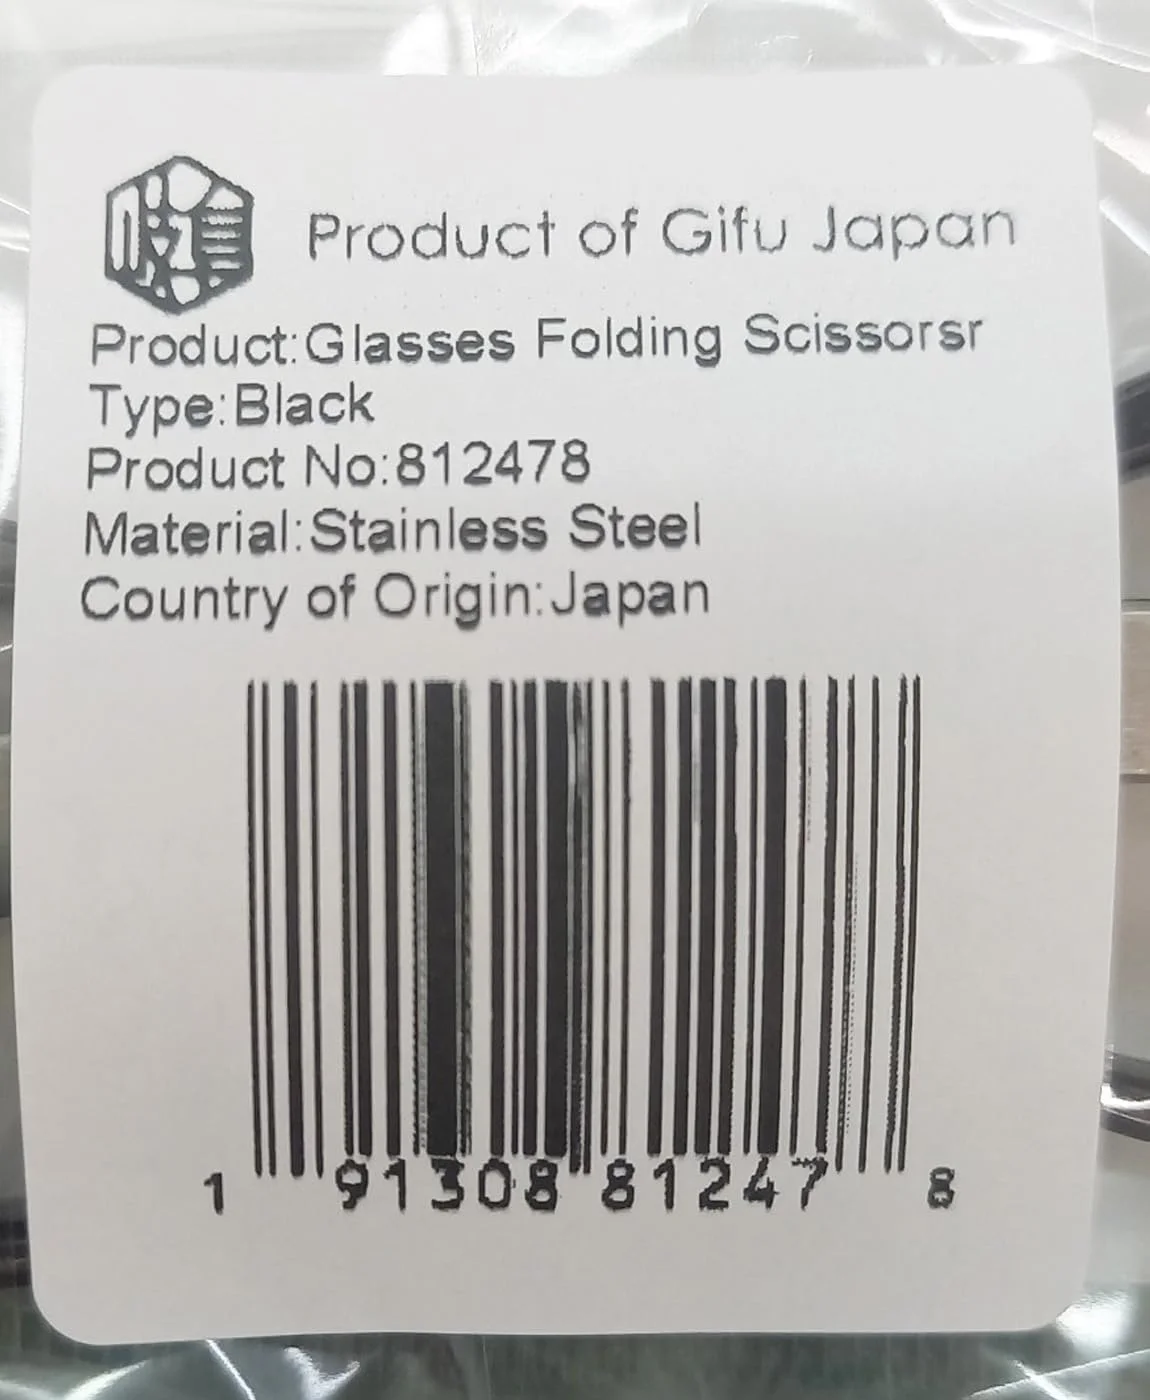 Product of Gifu Japan
Product:Glasses Folding Scissorsr
Type:Black
Product No:812478
Material:Stainless Steel
Country of Origin:Japan
1 91308 81247 8